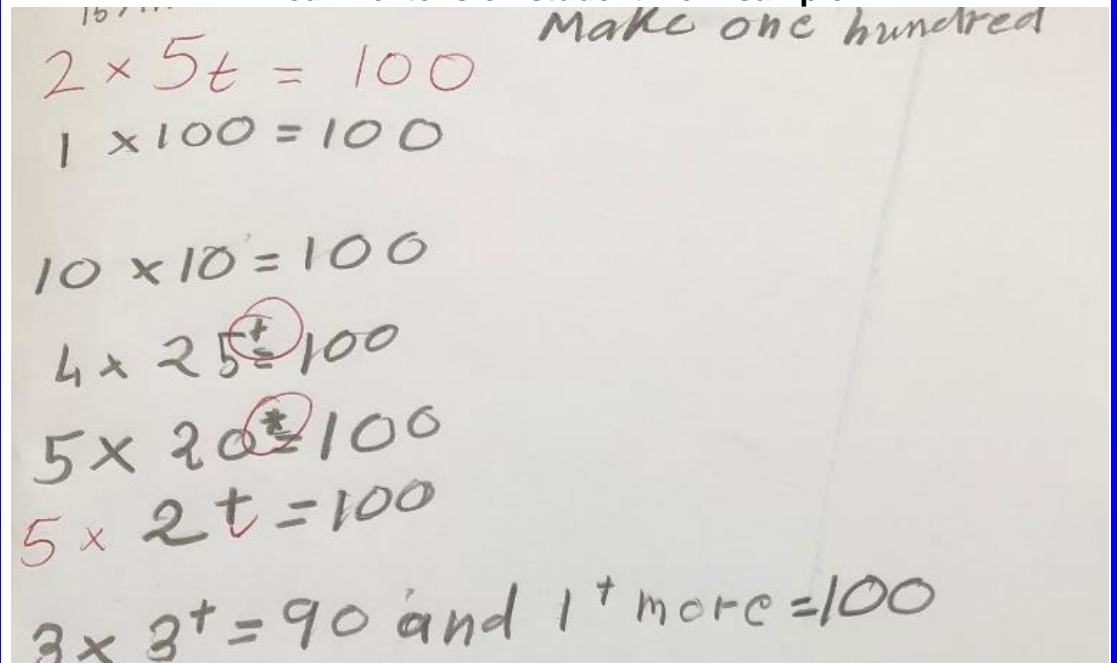 Make one hundred
2 × 5t = 100
1 × 100 = 100
10 × 10 = 100
4 × 25t = 100
5 × 20t = 100
5 × 2t = 100
3 × 3t = 90 and 1t more = 100